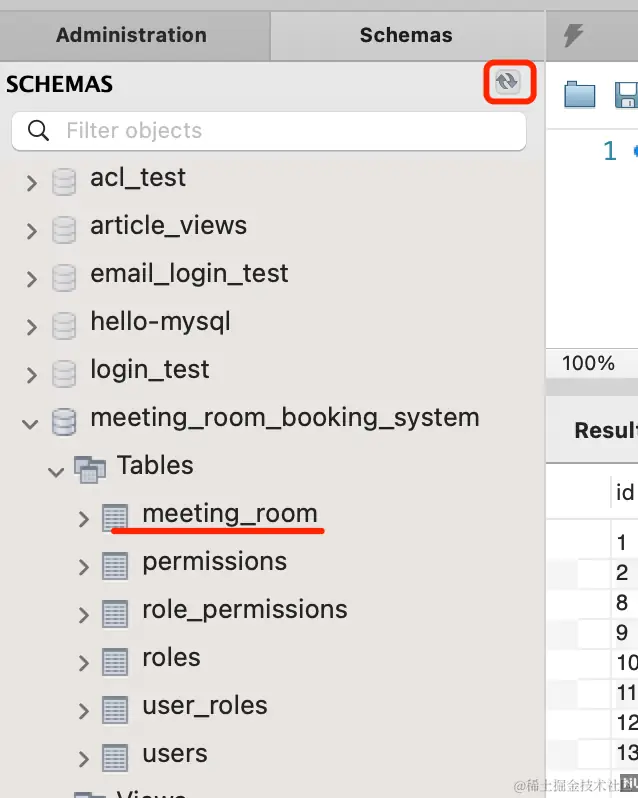 Administration
Schemas
SCHEMAS
Filter objects
acl_test
article_views
email_login_test
hello-mysql
login_test
meeting_room_booking_system
Tables
meeting_room
permissions
role_permissions
roles
user_roles
users
Views
1
100%
Result
id
1
2
8
9
10
11
12
13
@稀土掘金技术社